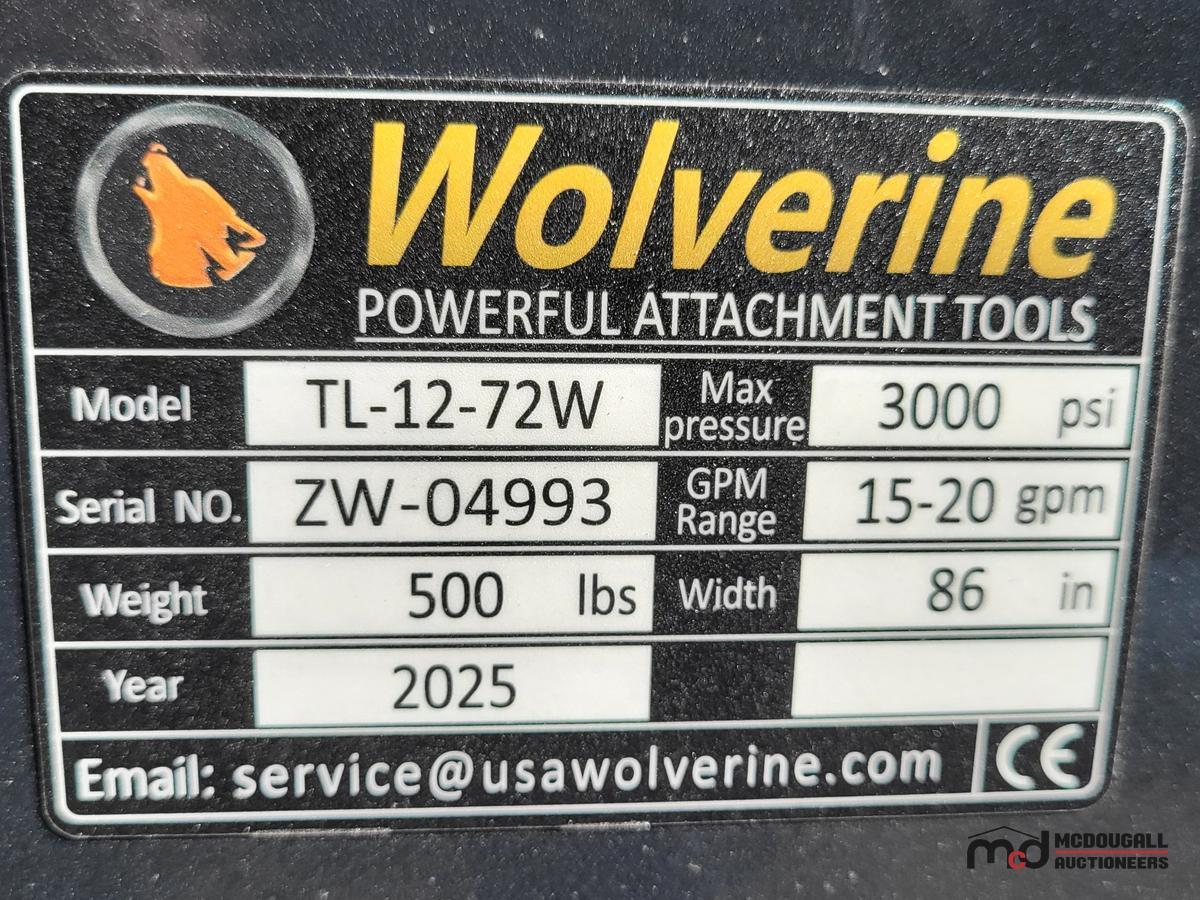 Wolverine
POWERFUL ATTACHMENT TOOLS
Model TL-12-72W Max pressure 3000 psi
Serial NO. ZW-04993 GPM Range 15-20 gpm
Weight 500 lbs Width 86 in
Year 2025
Email: service@usawolverine.com CE
mcd MCDOUGALL
AUCTIONEERS